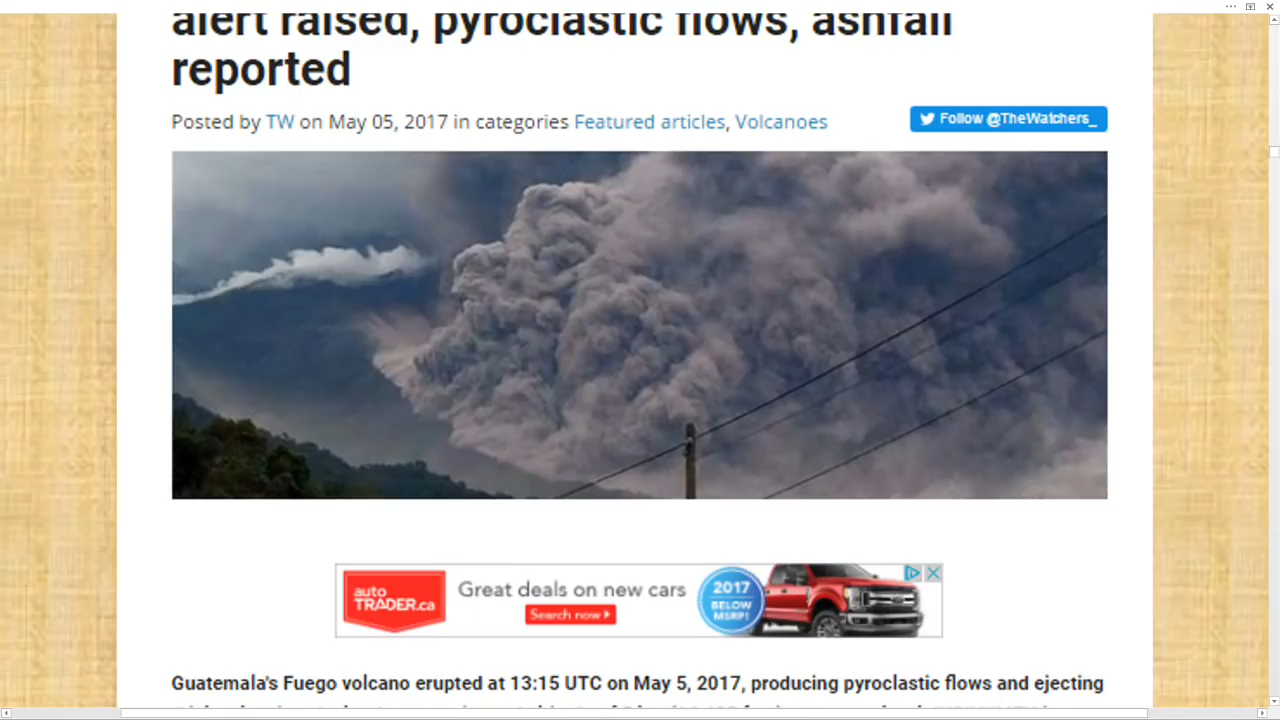 alert raised, pyroclastic flows, ashfall
reported
Posted by TW on May 05, 2017 in categories Featured articles, Volcanoes
Follow @TheWatchers_
auto
TRADER.ca
Great deals on new cars
Search now
2017
BELOW
MSRP!
Guatemala's Fuego volcano erupted at 13:15 UTC on May 5, 2017, producing pyroclastic flows and ejecting